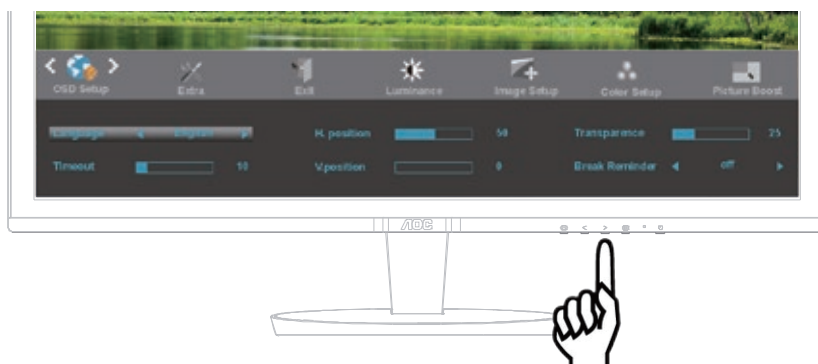 OSD Setup Extra Exit Luminance Image Setup Color Setup Picture Boost
Language English H. position 50 Transparence 25
Timeout 10 V.position 0 Break Reminder off
AOC